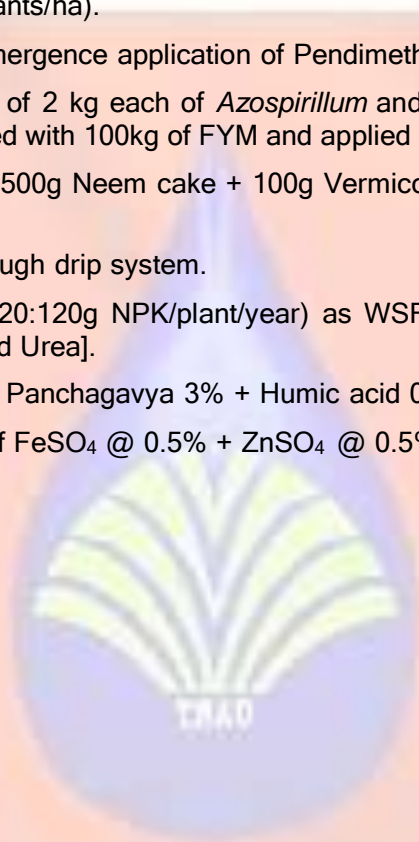 ants/ha).
mergence application of Pendimeth
of 2 kg each of Azospirillum and
ed with 100kg of FYM and applied
500g Neem cake + 100g Vermico
ugh drip system.
20:120g NPK/plant/year) as WSF
d Urea].
Panchagavya 3% + Humic acid 0
f FeSO₄ @ 0.5% + ZnSO₄ @ 0.5%